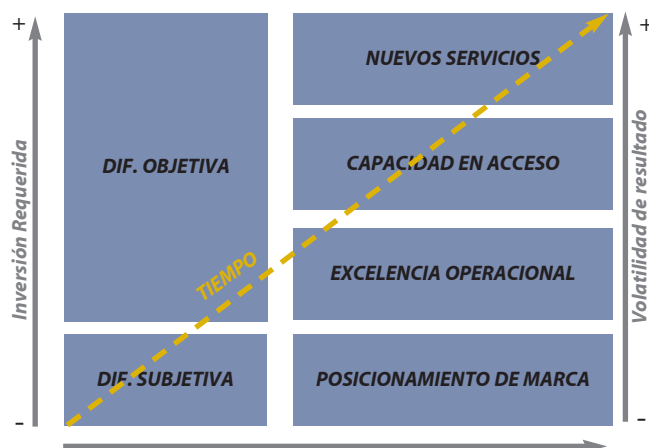 +
+
NUEVOS SERVICIOS
DIF. OBJETIVA
CAPACIDAD EN ACCESO
Inversión Requerida
Volatilidad de resultado
TIEMPO
EXCELENCIA OPERACIONAL
DIF. SUBJETIVA
POSICIONAMIENTO DE MARCA
-
-